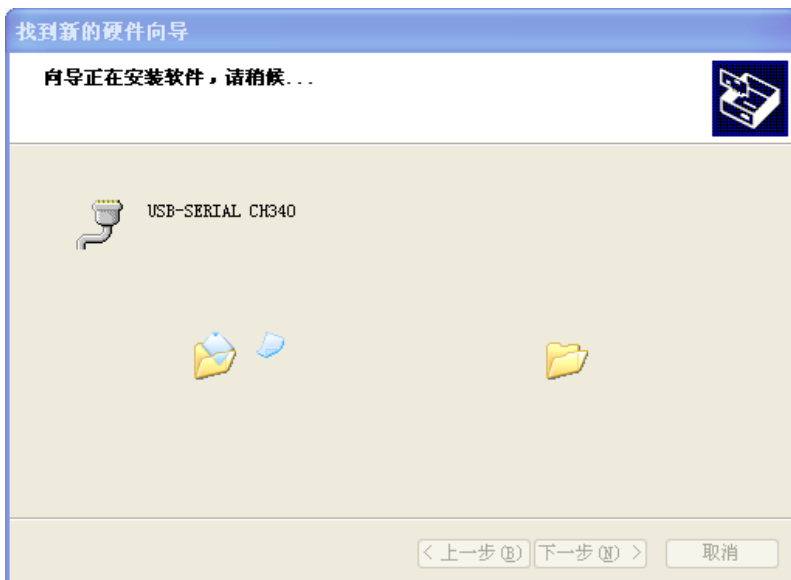 找到新的硬件向导
向导正在安装软件，请稍候...
USB-SERIAL CH340
< 上一步(B) 下一步(N) > 取消